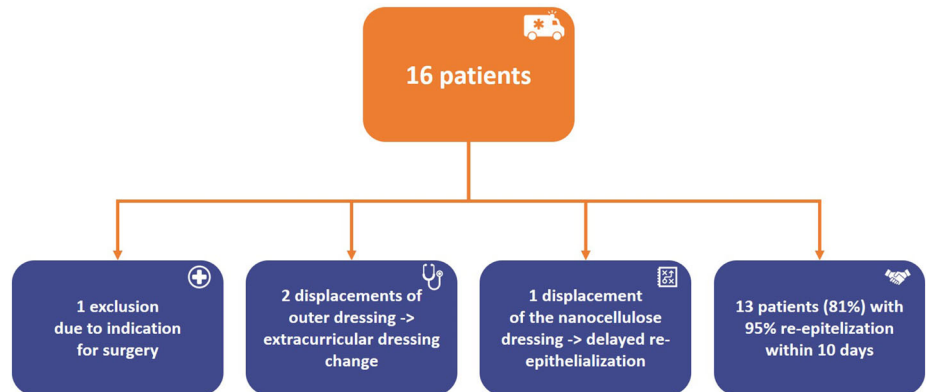 16 patients
1 exclusion
due to indication
for surgery
2 displacements of
outer dressing ->
extracurricular dressing
change
1 displacement
of the nanocellulose
dressing -> delayed re-
epithelialization
13 patients (81%) with
95% re-epitelization
within 10 days